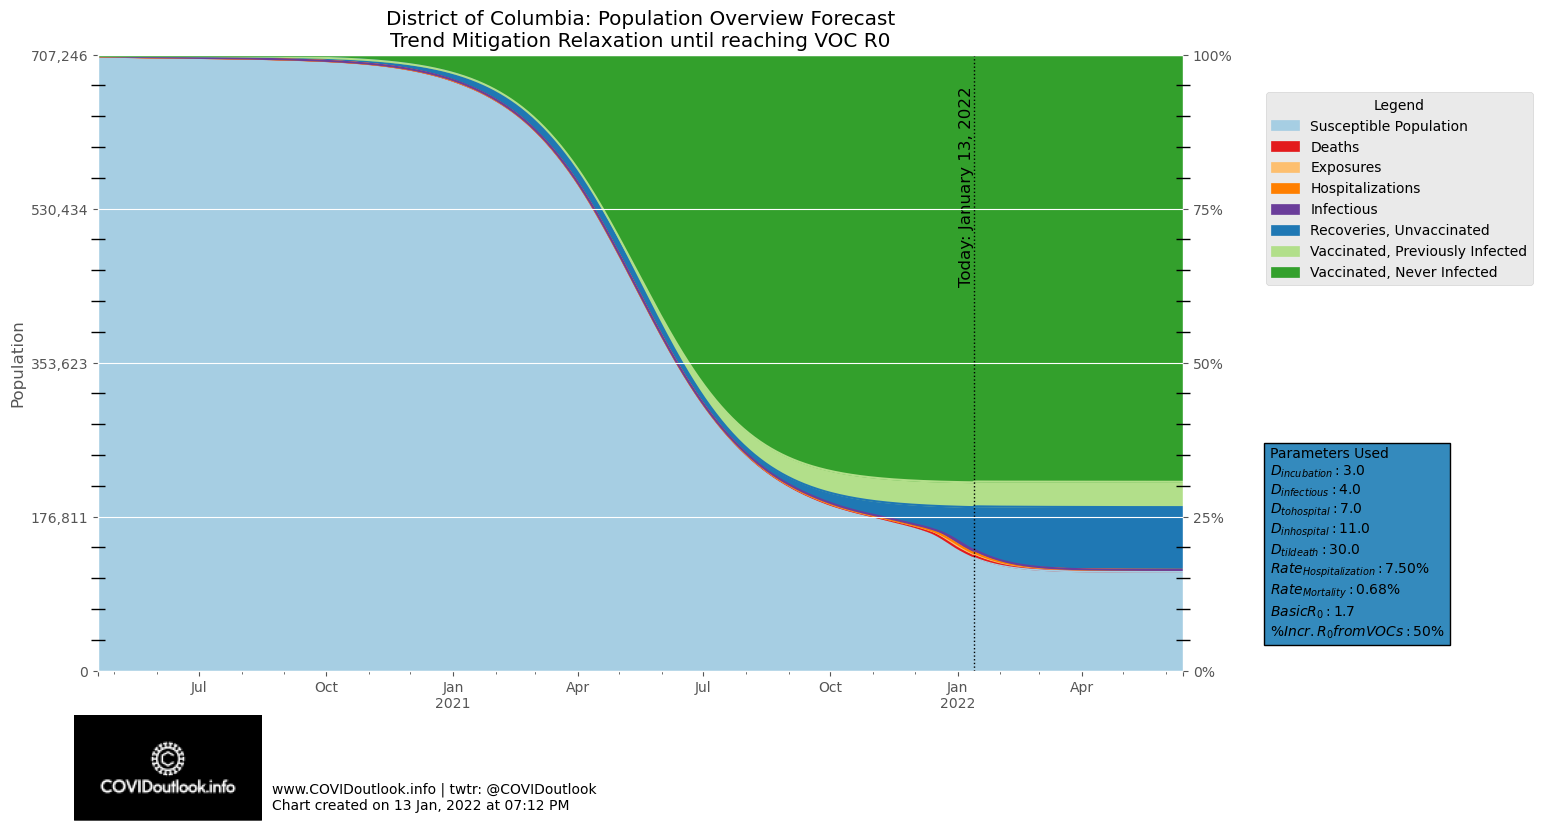 District of Columbia: Population Overview Forecast
Trend Mitigation Relaxation until reaching VOC R0
707,246
530,434
353,623
176,811
0
Population
100%
75%
50%
25%
0%
Today: January 13, 2022
Jul
Oct
Jan
2021
Apr
Jul
Oct
Jan
2022
Apr
Legend
Susceptible Population
Deaths
Exposures
Hospitalizations
Infectious
Recoveries, Unvaccinated
Vaccinated, Previously Infected
Vaccinated, Never Infected
Parameters Used
D_incubation : 3.0
D_infectious : 4.0
D_tohospital : 7.0
D_inhospital : 11.0
D_tildeath : 30.0
Rate_Hospitalization : 7.50%
Rate_Mortality : 0.68%
BasicR_0 : 1.7
%Incr.R_0fromVOCs : 50%
COVIDoutlook.info
www.COVIDoutlook.info | twtr: @COVIDoutlook
Chart created on 13 Jan, 2022 at 07:12 PM